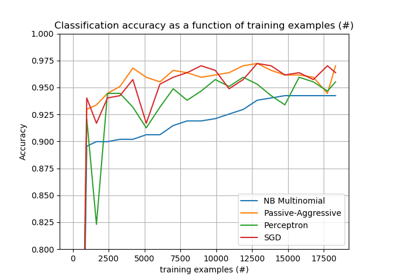 Classification accuracy as a function of training examples (#)
1.000
0.975
0.950
0.925
0.900
0.875
0.850
0.825
0.800
Accuracy
NB Multinomial
Passive-Aggressive
Perceptron
SGD
0 2500 5000 7500 10000 12500 15000 17500
training examples (#)